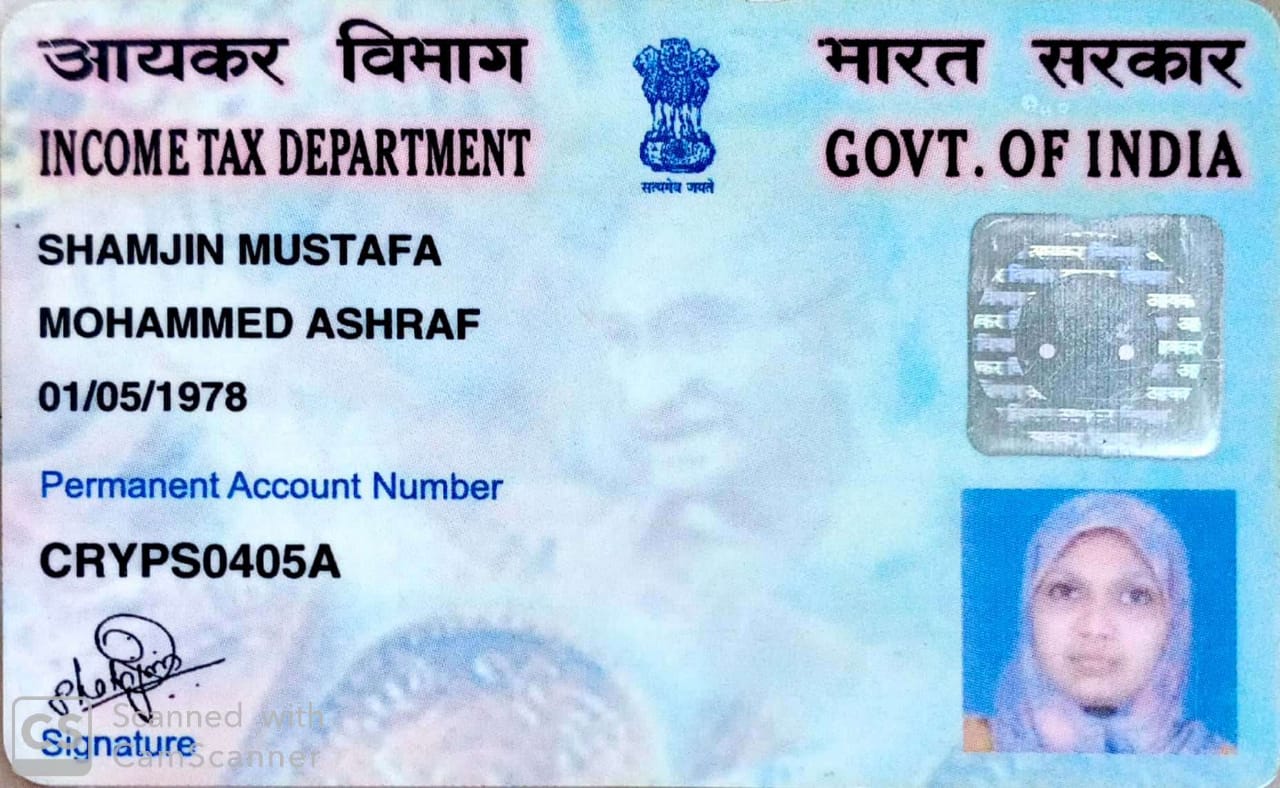 आयकर विभाग
INCOME TAX DEPARTMENT
सत्यमेव जयते
भारत सरकार
GOVT. OF INDIA
SHAMJIN MUSTAFA
MOHAMMED ASHRAF
01/05/1978
Permanent Account Number
CRYPS0405A
Signature
CS Scanned with
CamScanner